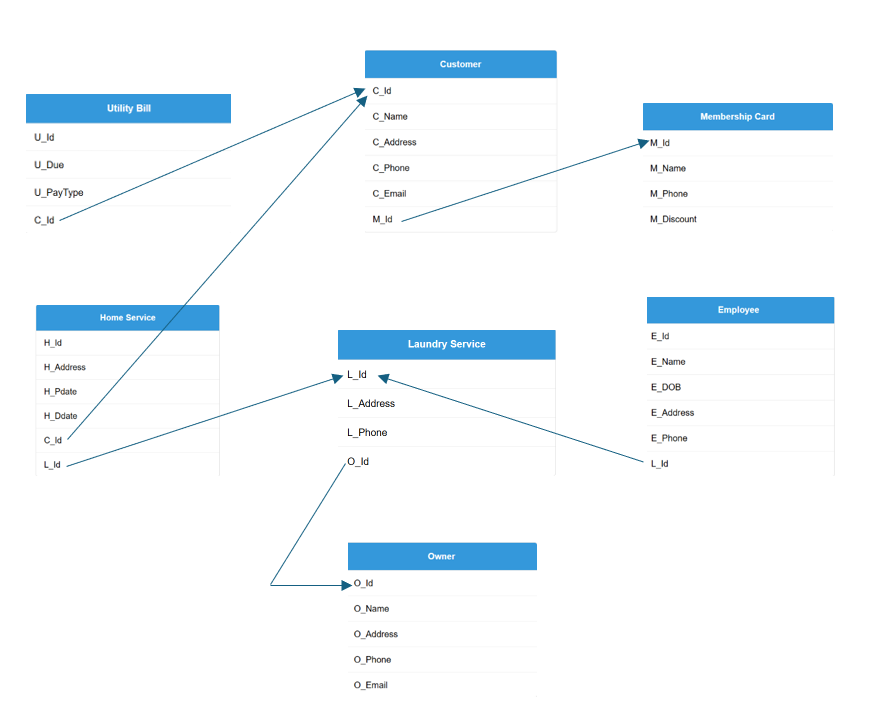 Customer
C_Id
C_Name
C_Address
C_Phone
C_Email
M_Id
Utility Bill
U_Id
U_Due
U_PayType
C_Id
Membership Card
M_Id
M_Name
M_Phone
M_Discount
Home Service
H_Id
H_Address
H_Pdate
H_Ddate
C_Id
L_Id
Laundry Service
L_Id
L_Address
L_Phone
O_Id
Employee
E_Id
E_Name
E_DOB
E_Address
E_Phone
L_Id
Owner
O_Id
O_Name
O_Address
O_Phone
O_Email